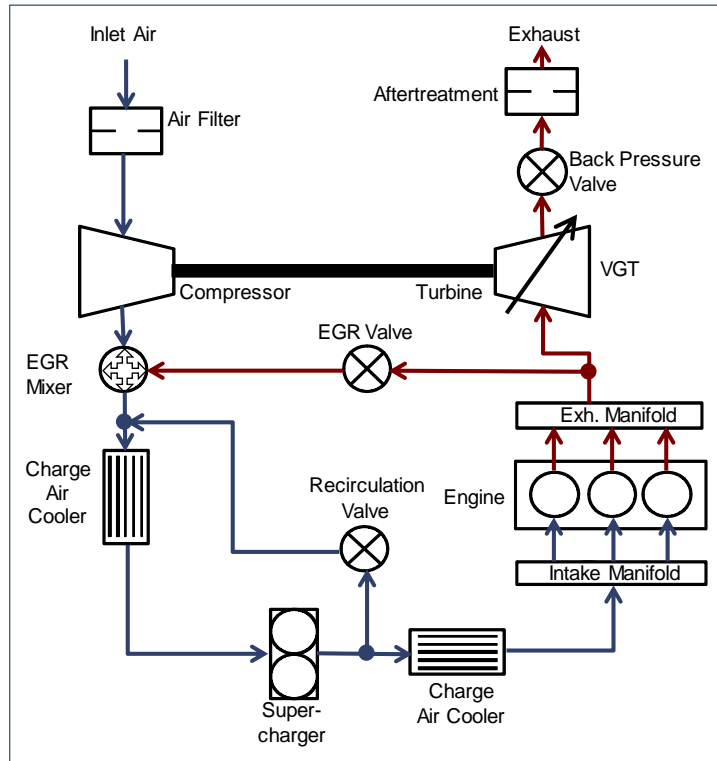 Inlet Air
Exhaust
Aftertreatment
Air Filter
Back Pressure
Valve
VGT
Compressor
Turbine
EGR Valve
EGR
Mixer
Exh. Manifold
Charge
Air
Cooler
Recirculation
Valve
Engine
Intake Manifold
Super-
charger
Charge
Air Cooler